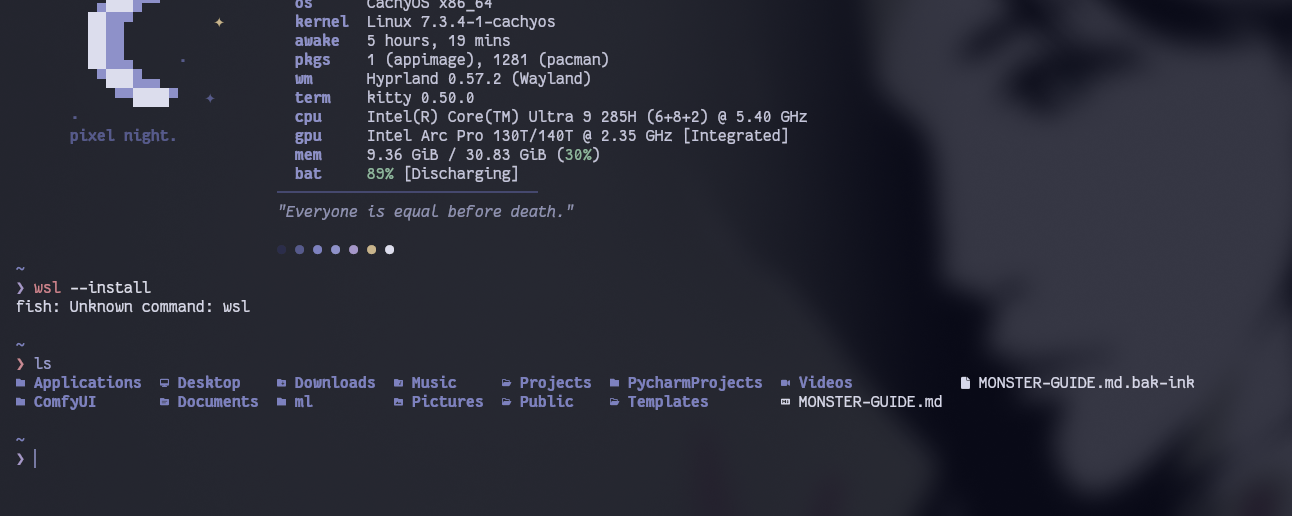 os CachyOS x86_64
kernel Linux 7.3.4-1-cachyos
awake 5 hours, 19 mins
pkgs 1 (appimage), 1281 (pacman)
wm Hyprland 0.57.2 (Wayland)
term kitty 0.50.0
cpu Intel(R) Core(TM) Ultra 9 285H (6+8+2) @ 5.40 GHz
gpu Intel Arc Pro 130T/140T @ 2.35 GHz [Integrated]
pixel night.
mem 9.36 GiB / 30.83 GiB (30%)
bat 89% [Discharging]
"Everyone is equal before death."
~
❯ wsl --install
fish: Unknown command: wsl
~
❯ ls
Applications Desktop Downloads Music Projects PycharmProjects Videos MONSTER-GUIDE.md.bak-ink
ComfyUI Documents ml Pictures Public Templates MONSTER-GUIDE.md
~
❯